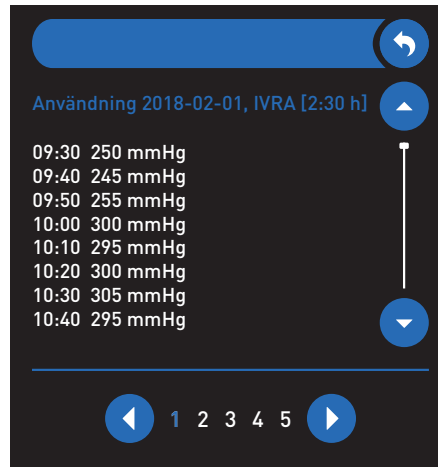 Användning 2018-02-01, IVRA [2:30 h]
09:30 250 mmHg
09:40 245 mmHg
09:50 255 mmHg
10:00 300 mmHg
10:10 295 mmHg
10:20 300 mmHg
10:30 305 mmHg
10:40 295 mmHg
1 2 3 4 5